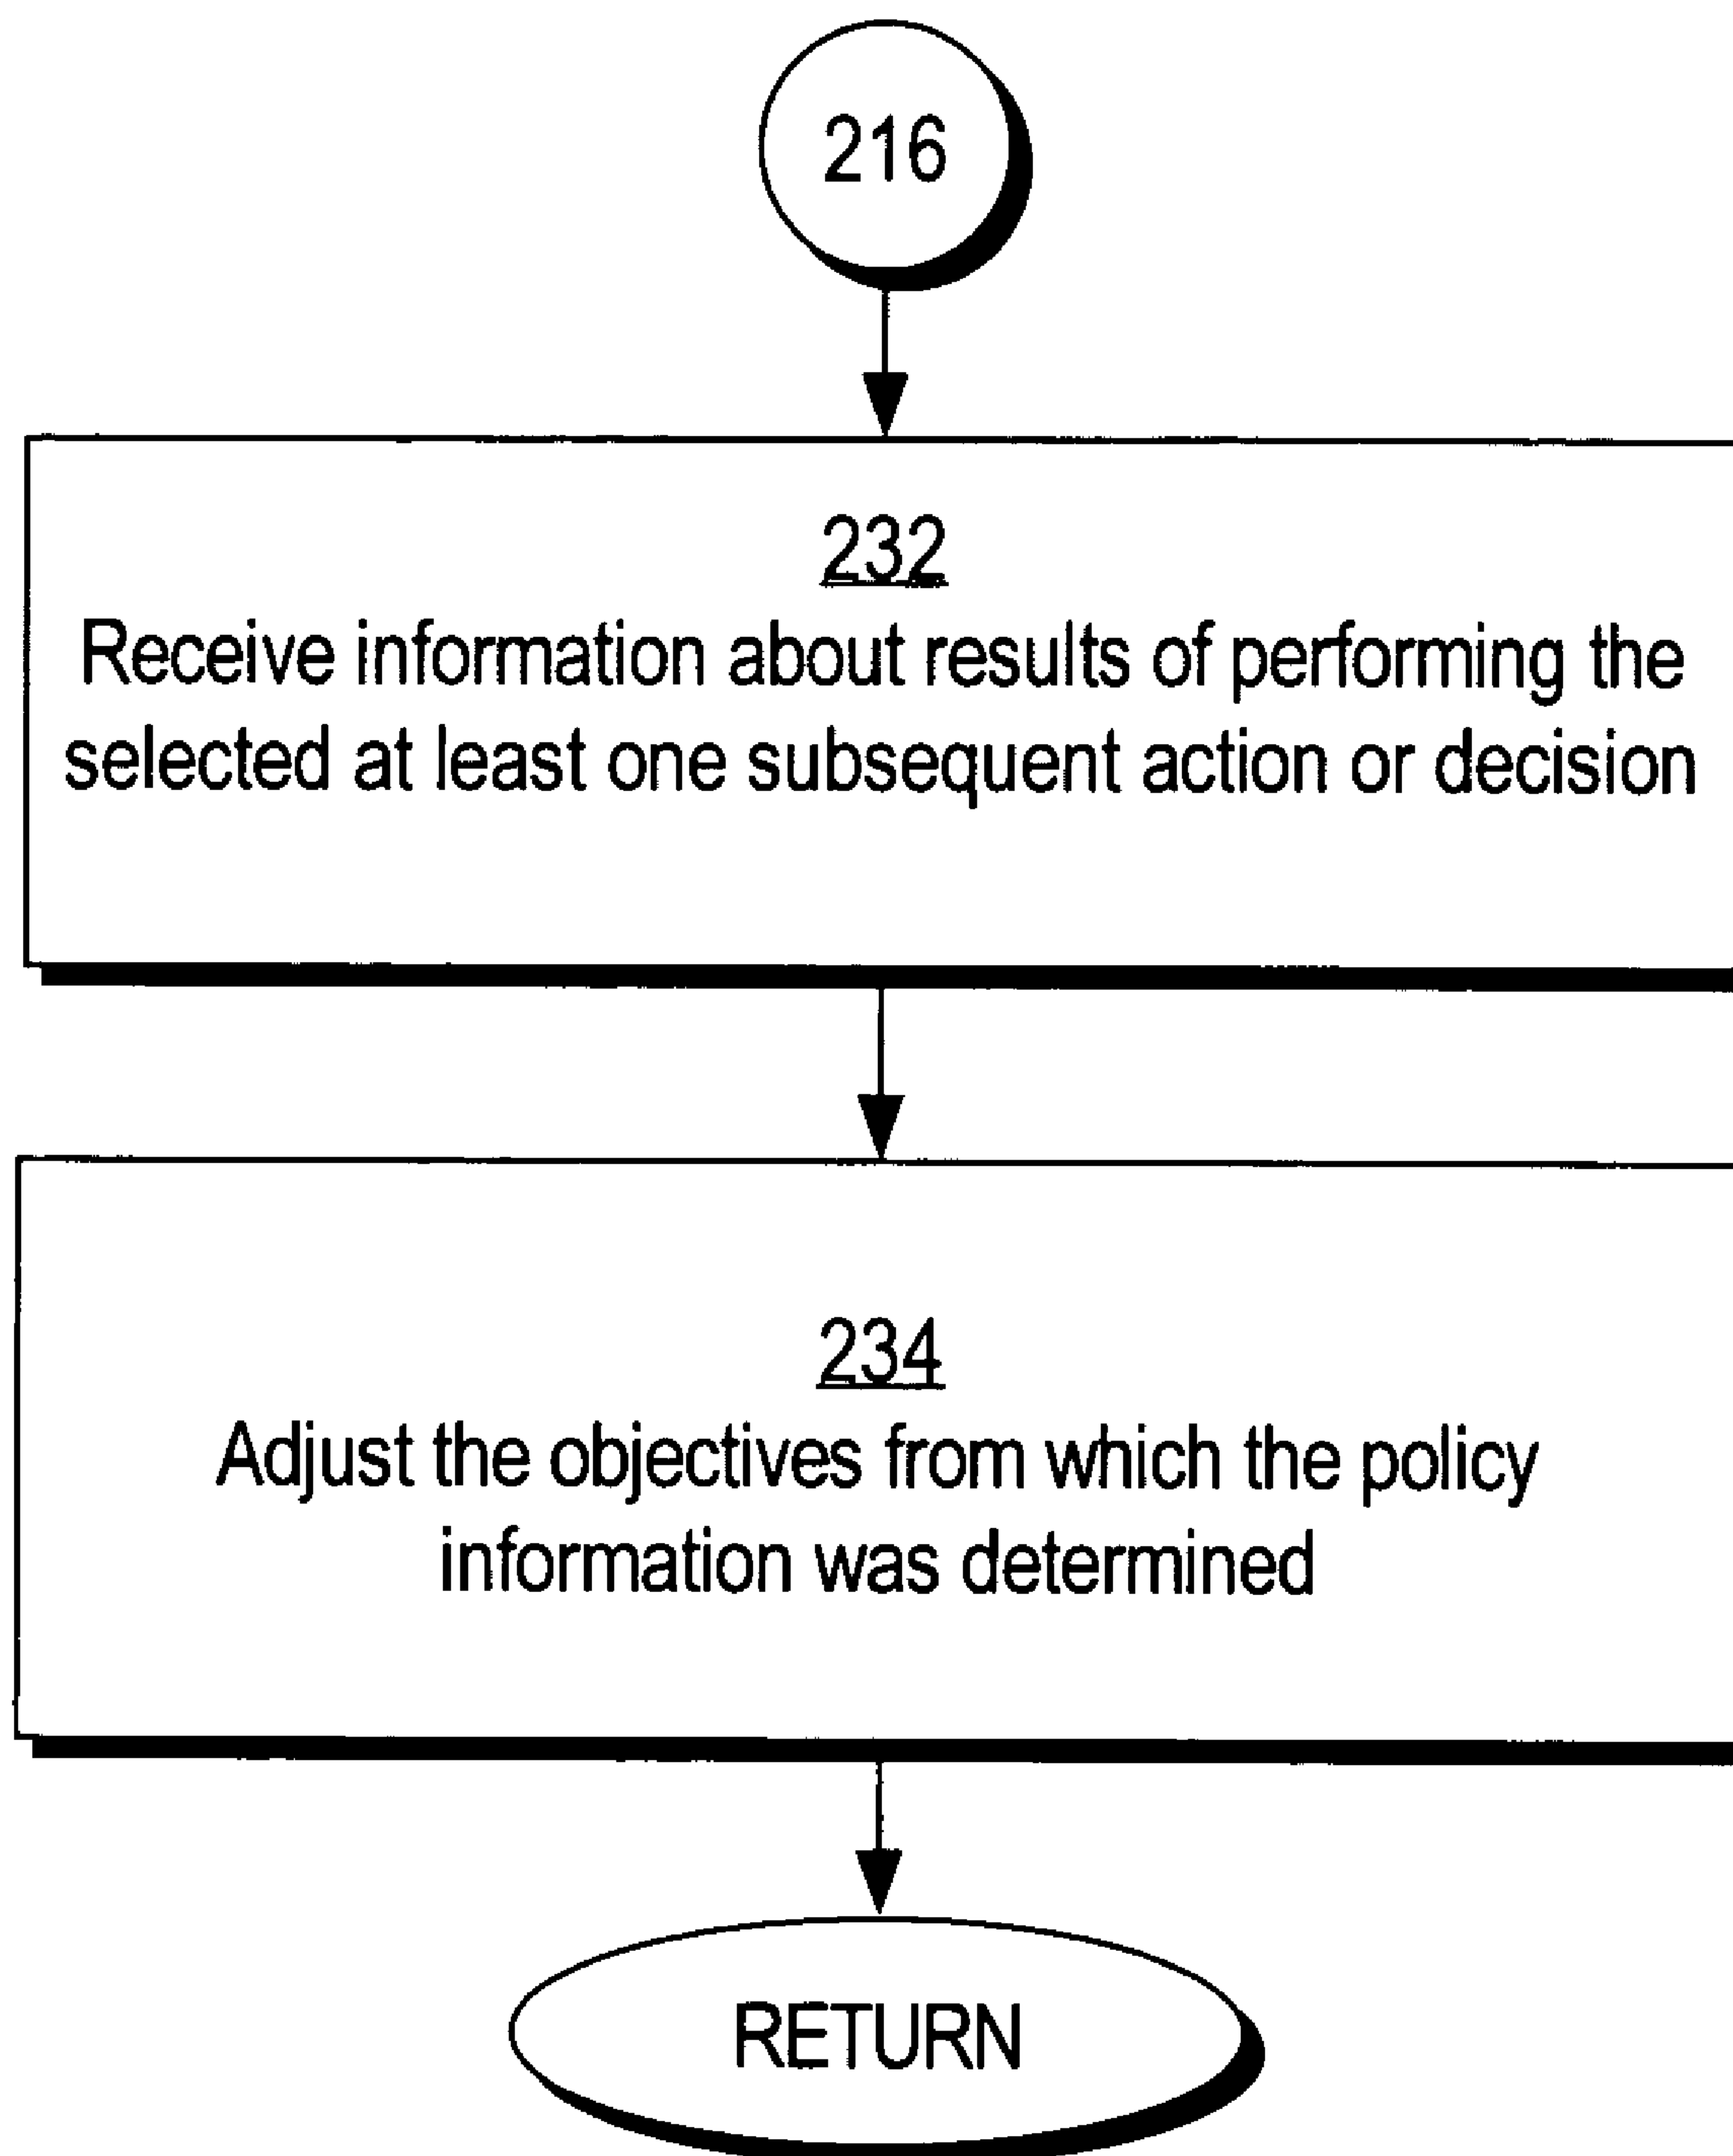 216
232
Receive information about results of performing the
selected at least one subsequent action or decision
234
Adjust the objectives from which the policy
information was determined
RETURN